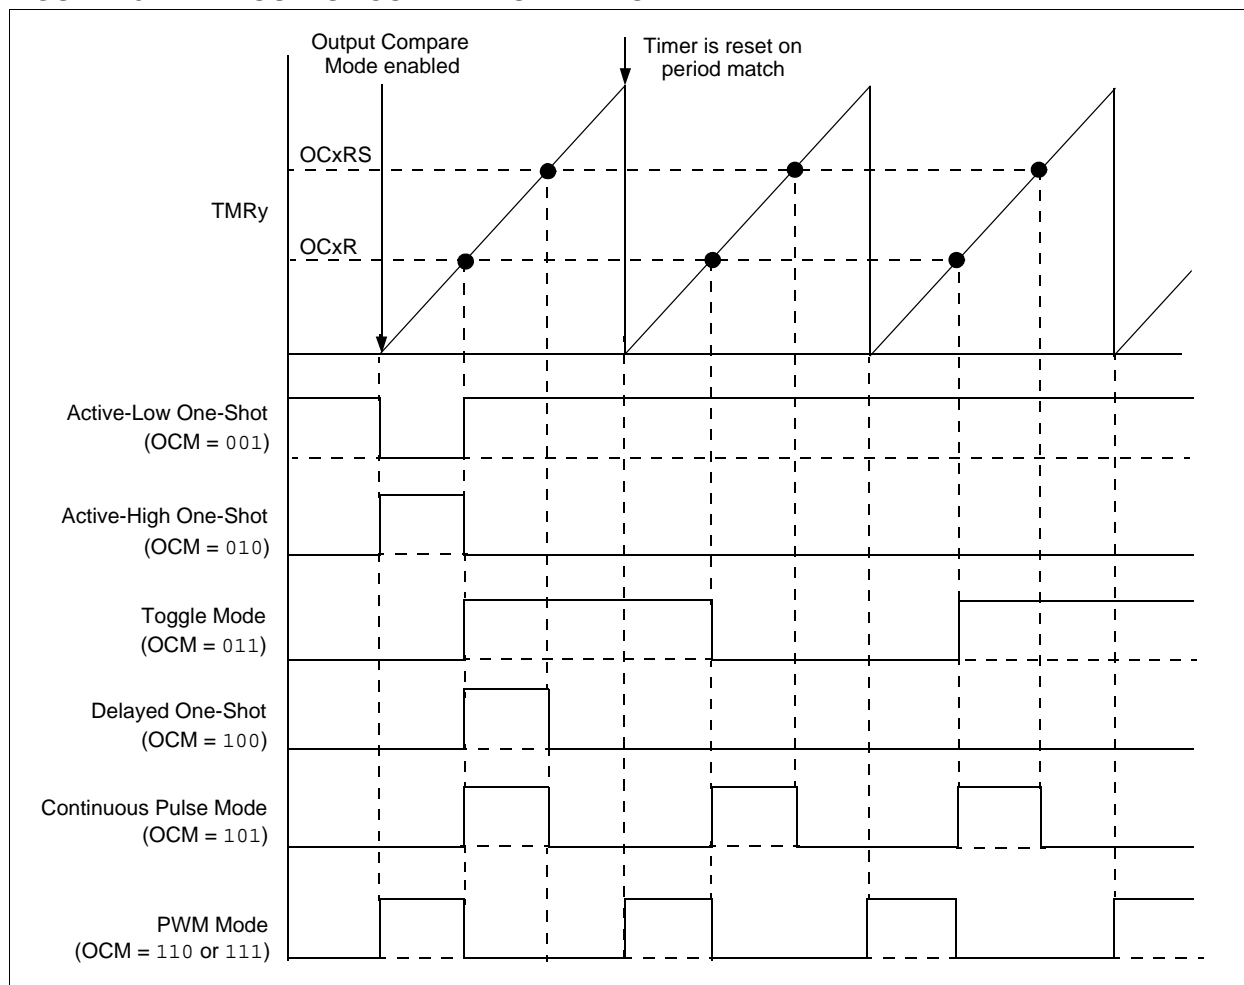 Output Compare
Mode enabled
Timer is reset on
period match
OCxRS
TMRy
OCxR
Active-Low One-Shot
(OCM = 001)
Active-High One-Shot
(OCM = 010)
Toggle Mode
(OCM = 011)
Delayed One-Shot
(OCM = 100)
Continuous Pulse Mode
(OCM = 101)
PWM Mode
(OCM = 110 or 111)